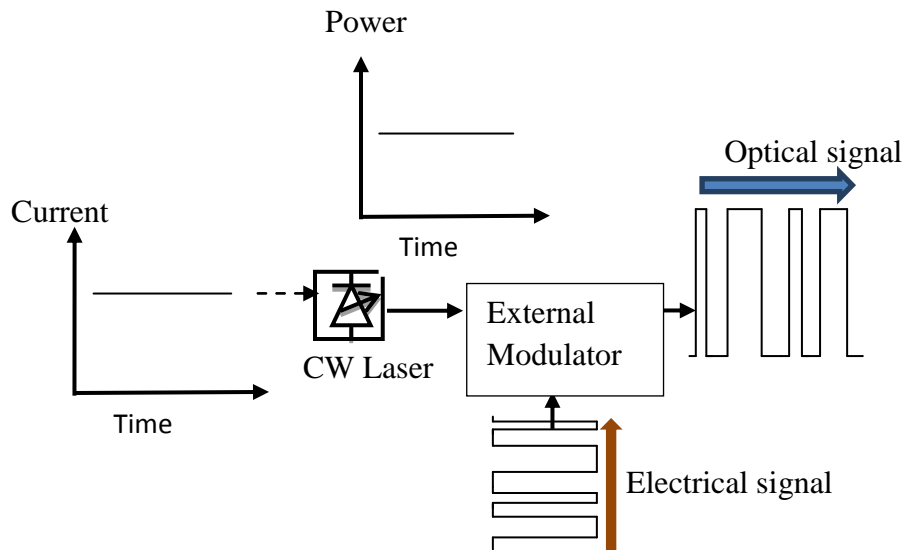 Power
Optical signal
Current
Time
External
Modulator
CW Laser
Time
Electrical signal